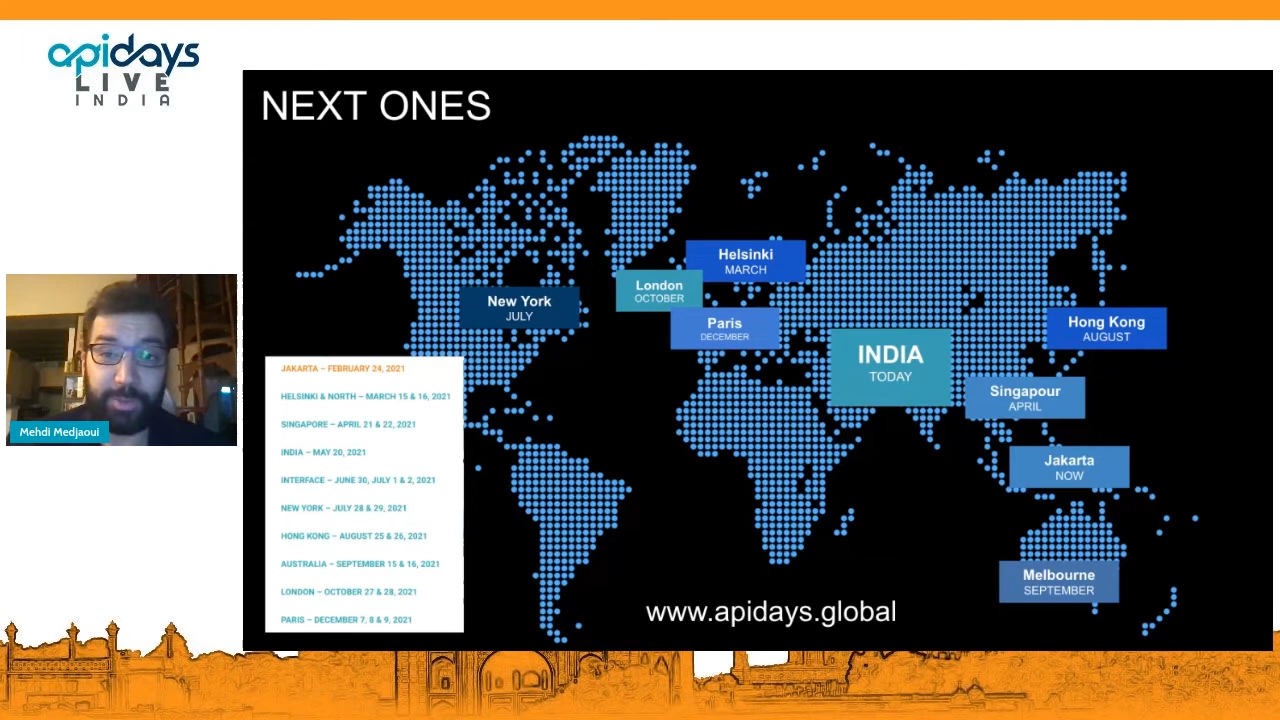 apidays
LIVE
INDIA
NEXT ONES
Helsinki
MARCH
London
OCTOBER
New York
JULY
Paris
DECEMBER
Hong Kong
AUGUST
INDIA
TODAY
Singapour
APRIL
Jakarta
NOW
Melbourne
SEPTEMBER
JAKARTA – FEBRUARY 24, 2021
HELSINKI & NORTH – MARCH 15 & 16, 2021
SINGAPORE – APRIL 21 & 22, 2021
INDIA – MAY 20, 2021
INTERFACE – JUNE 30, JULY 1 & 2, 2021
NEW YORK – JULY 28 & 29, 2021
HONG KONG – AUGUST 25 & 26, 2021
AUSTRALIA – SEPTEMBER 15 & 16, 2021
LONDON – OCTOBER 27 & 28, 2021
PARIS – DECEMBER 7, 8 & 9, 2021
www.apidays.global
Mehdi Medjaoui